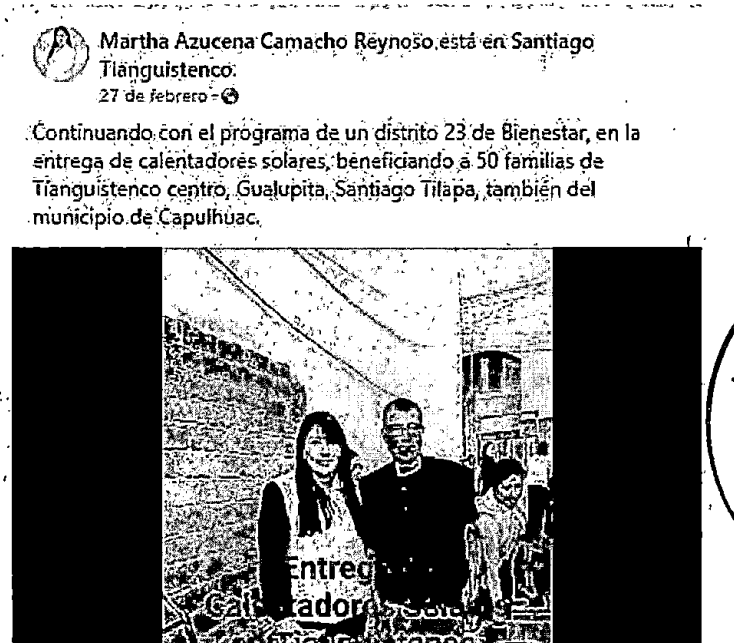 Martha Azucena Camacho Reynoso está en Santiago
Tianguistenco.
27 de febrero
Continuando con el programa de un distrito 23 de Bienestar, en la
entrega de calentadores solares, beneficiando a 50 familias de
Tianguistenco centro, Gualupita, Santiago Tilapa, también del
municipio de Capulhuac.